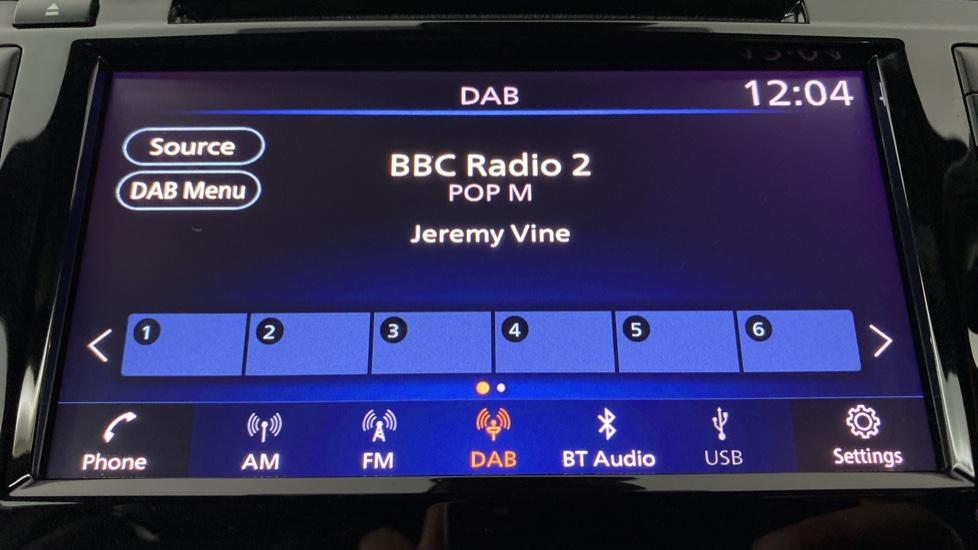 DAB
12:04
Source
BBC Radio 2
DAB Menu
POP M
Jeremy Vine
1 2 3 4 5 6
Phone AM FM DAB BT Audio USB Settings